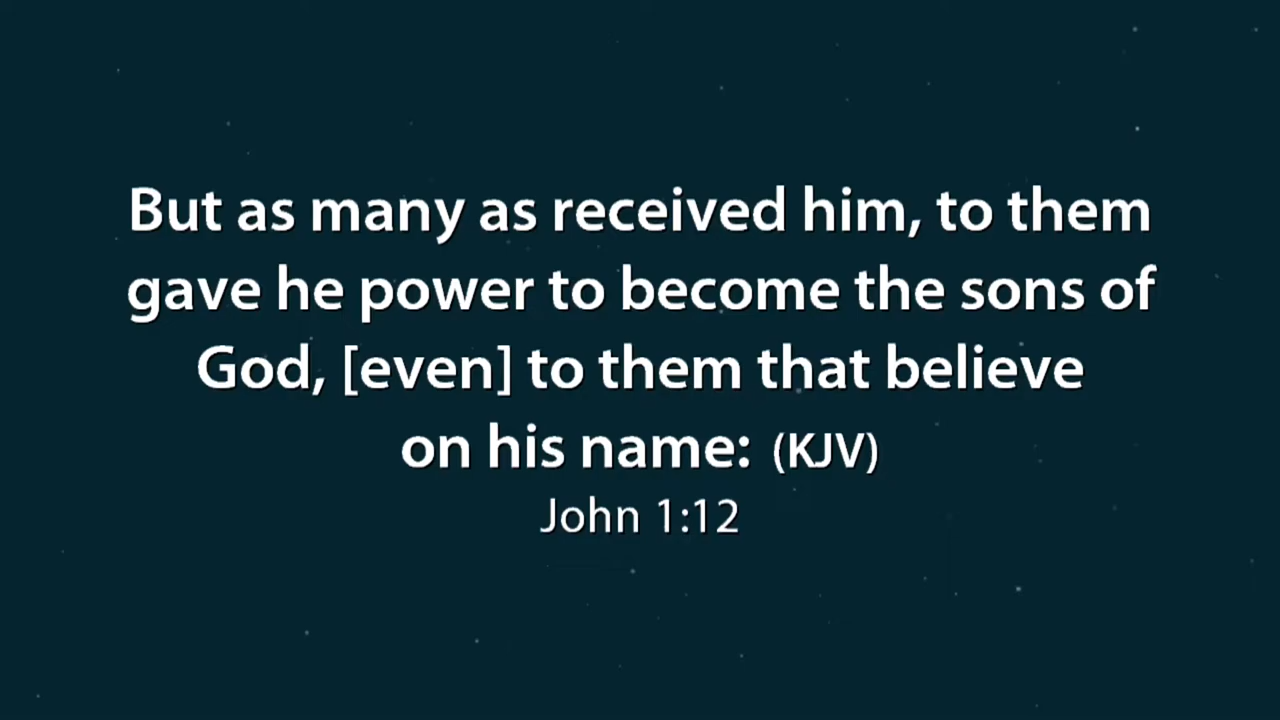 But as many as received him, to them
gave he power to become the sons of
God, [even] to them that believe
on his name: (KJV)
John 1:12